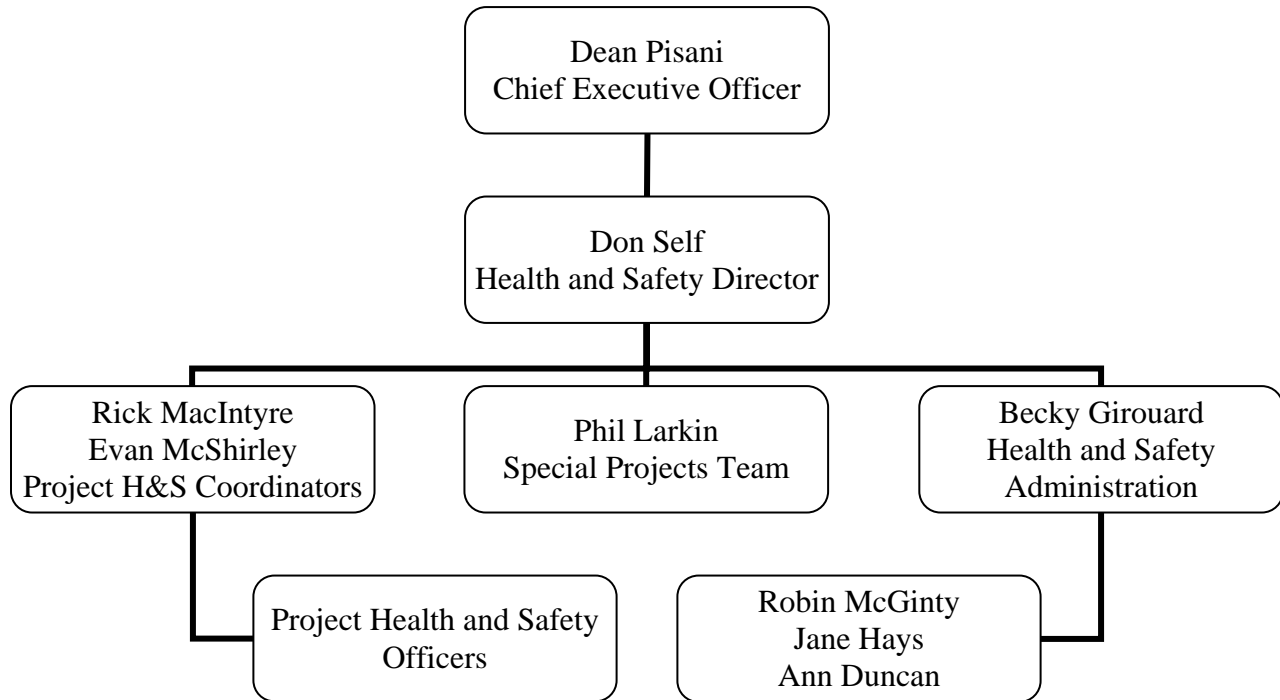 Dean Pisani
Chief Executive Officer
Don Self
Health and Safety Director
Rick MacIntyre
Evan McShirley
Project H&S Coordinators
Phil Larkin
Special Projects Team
Becky Girouard
Health and Safety
Administration
Project Health and Safety
Officers
Robin McGinty
Jane Hays
Ann Duncan